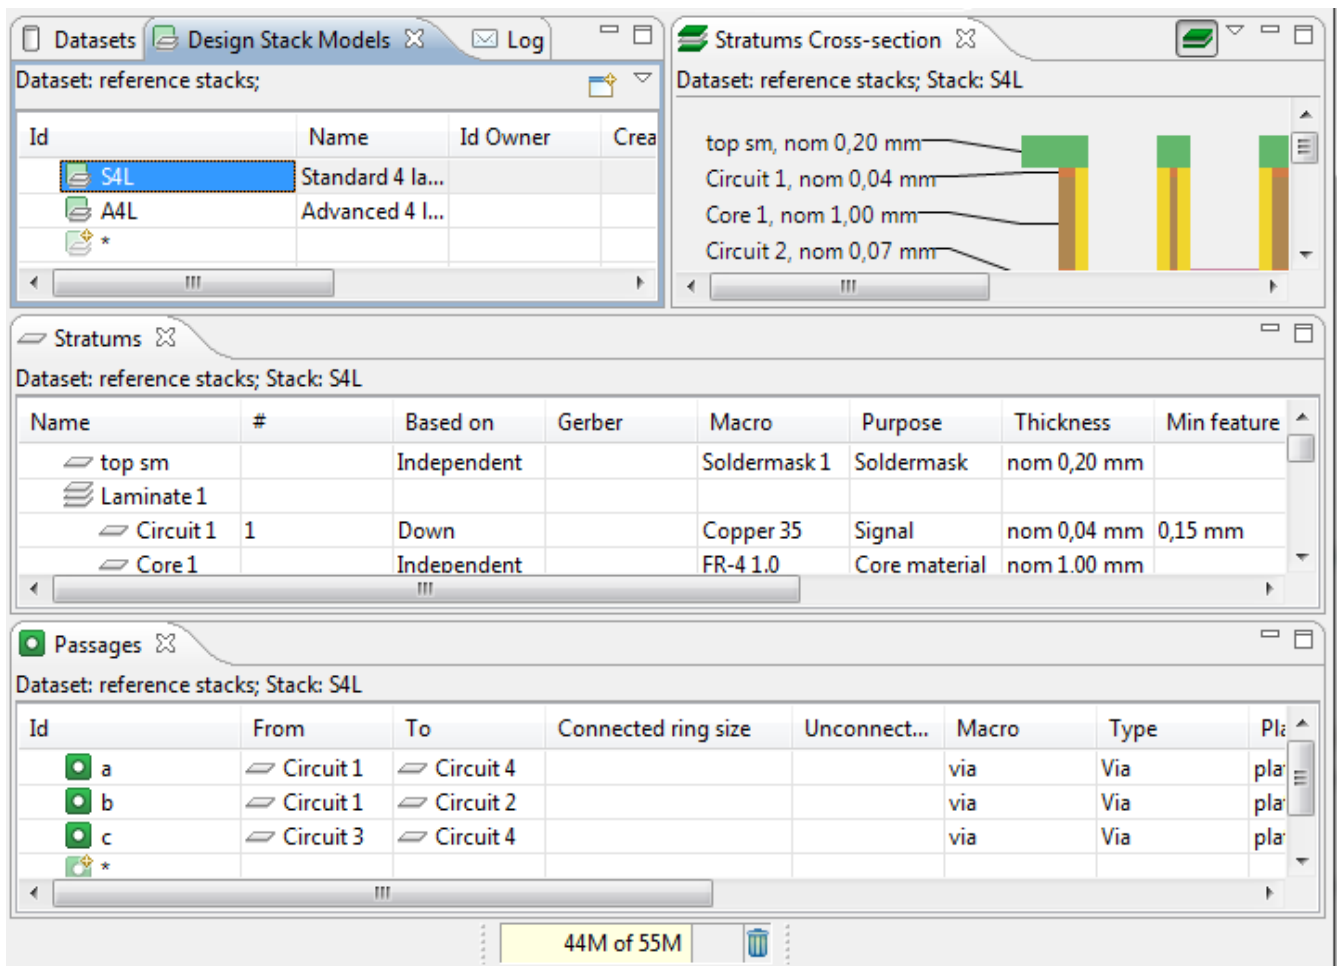 Datasets Design Stack Models Log
Dataset: reference stacks;
Id Name Id Owner Crea
S4L Standard 4 la...
A4L Advanced 4 l...
*
Stratums Cross-section
Dataset: reference stacks; Stack: S4L
top sm, nom 0,20 mm
Circuit 1, nom 0,04 mm
Core 1, nom 1,00 mm
Circuit 2, nom 0,07 mm
Stratums
Dataset: reference stacks; Stack: S4L
Name # Based on Gerber Macro Purpose Thickness Min feature
top sm Independent Soldermask 1 Soldermask nom 0,20 mm
Laminate 1
Circuit 1 1 Down Copper 35 Signal nom 0,04 mm 0,15 mm
Core 1 Independent FR-4 1.0 Core material nom 1.00 mm
Passages
Dataset: reference stacks; Stack: S4L
Id From To Connected ring size Unconnect... Macro Type Pla
a Circuit 1 Circuit 4 via Via plat
b Circuit 1 Circuit 2 via Via plat
c Circuit 3 Circuit 4 via Via plat
*
44M of 55M